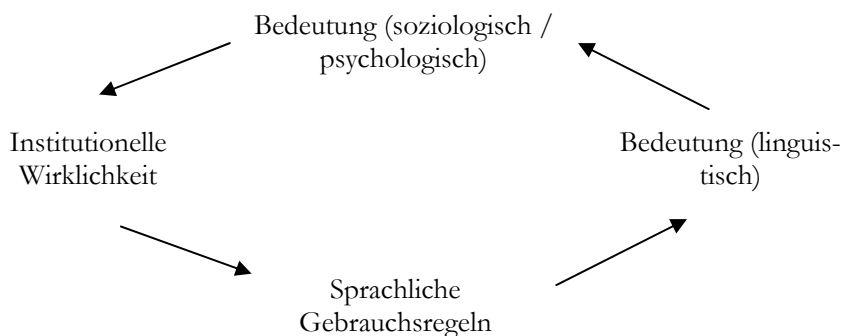 Bedeutung (soziologisch /
psychologisch)
Institutionelle
Wirklichkeit
Bedeutung (linguis-
tisch)
Sprachliche
Gebrauchsregeln